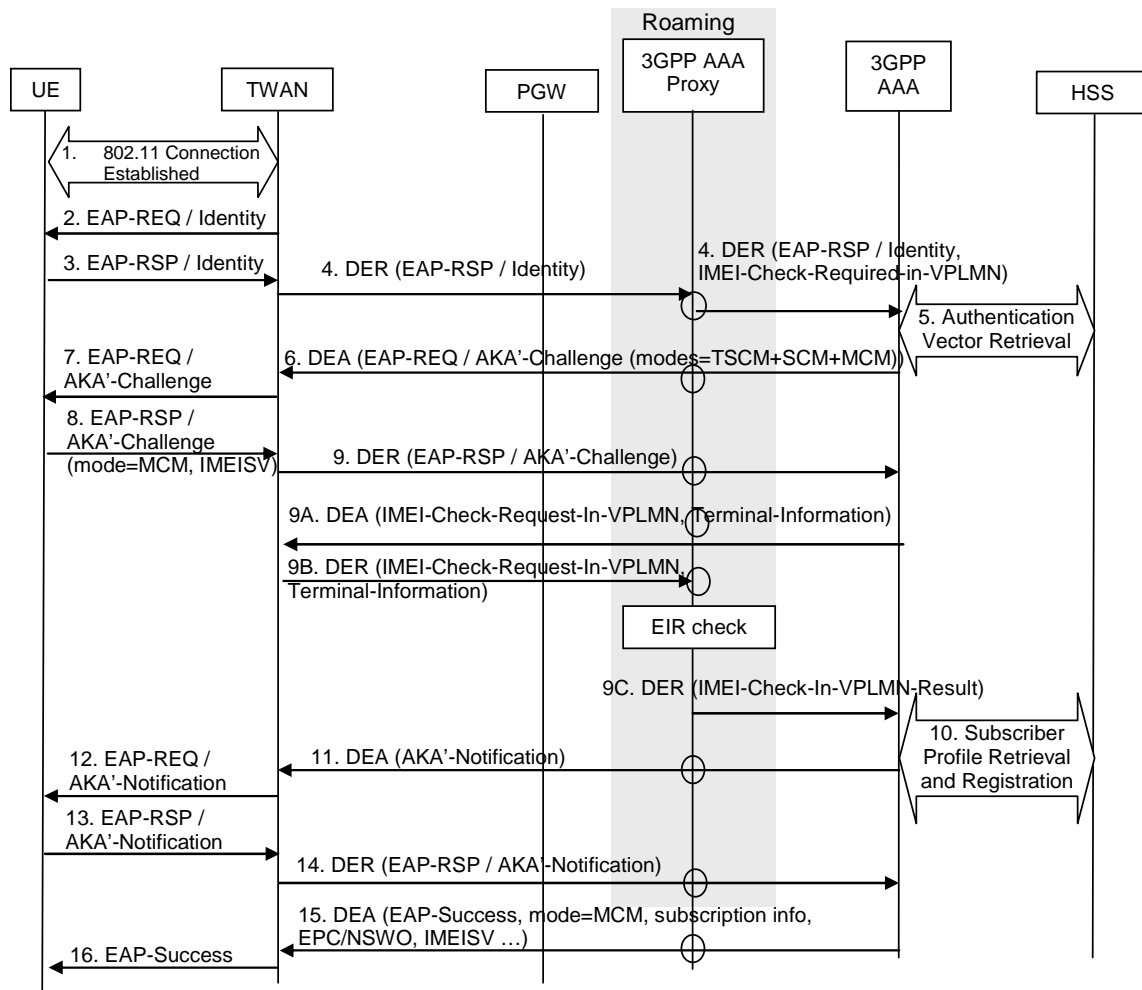 Roaming
UE
TWAN
PGW
3GPP AAA
Proxy
3GPP
AAA
HSS
1. 802.11 Connection
Established
2. EAP-REQ / Identity
3. EAP-RSP / Identity
4. DER (EAP-RSP / Identity)
4. DER (EAP-RSP / Identity,
IMEI-Check-Required-in-VPLMN)
5. Authentication
Vector Retrieval
6. DEA (EAP-REQ / AKA'-Challenge (modes=TSCM+SCM+MCM))
7. EAP-REQ /
AKA'-Challenge
8. EAP-RSP /
AKA'-Challenge
(mode=MCM, IMEISV)
9. DER (EAP-RSP / AKA'-Challenge)
9A. DEA (IMEI-Check-Request-In-VPLMN, Terminal-Information)
9B. DER (IMEI-Check-Request-In-VPLMN,
Terminal-Information)
EIR check
9C. DER (IMEI-Check-In-VPLMN-Result)
10. Subscriber
Profile Retrieval
and Registration
11. DEA (AKA'-Notification)
12. EAP-REQ /
AKA'-Notification
13. EAP-RSP /
AKA'-Notification
14. DER (EAP-RSP / AKA'-Notification)
15. DEA (EAP-Success, mode=MCM, subscription info,
EPC/NSWO, IMEISV …)
16. EAP-Success